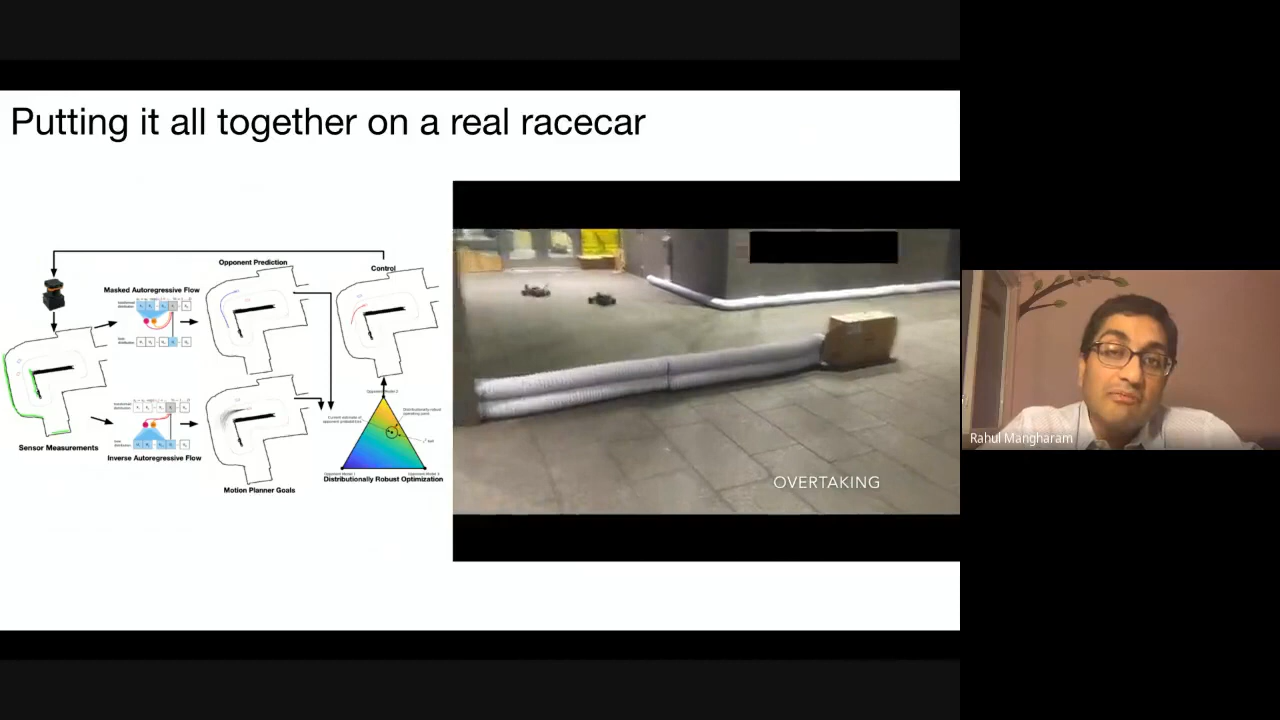 Putting it all together on a real racecar
Opponent Prediction
Control
Masked Autoregressive Flow
Sensor Measurements
Inverse Autoregressive Flow
Motion Planner Goals
Distributionally Robust Optimization
OVERTAKING
Rahul Mangharam